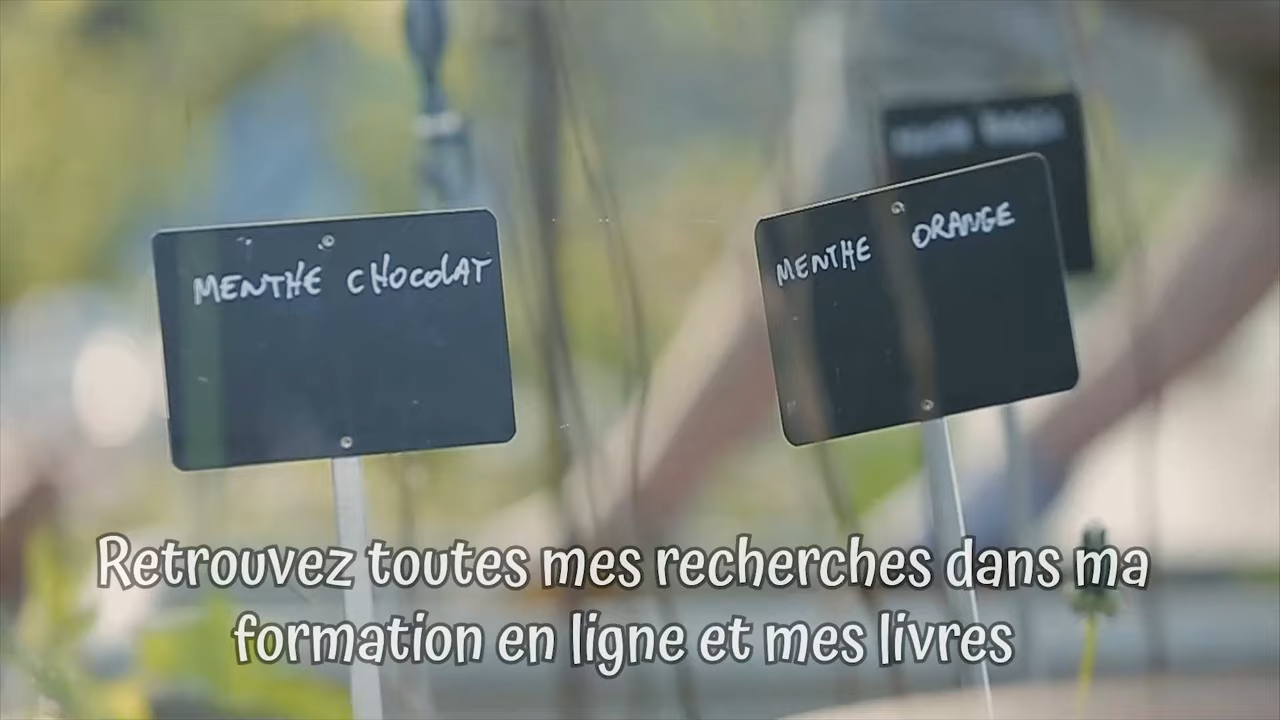 MENTHE CHOCOLAT
MENTHE ORANGE
Retrouvez toutes mes recherches dans ma
formation en ligne et mes livres